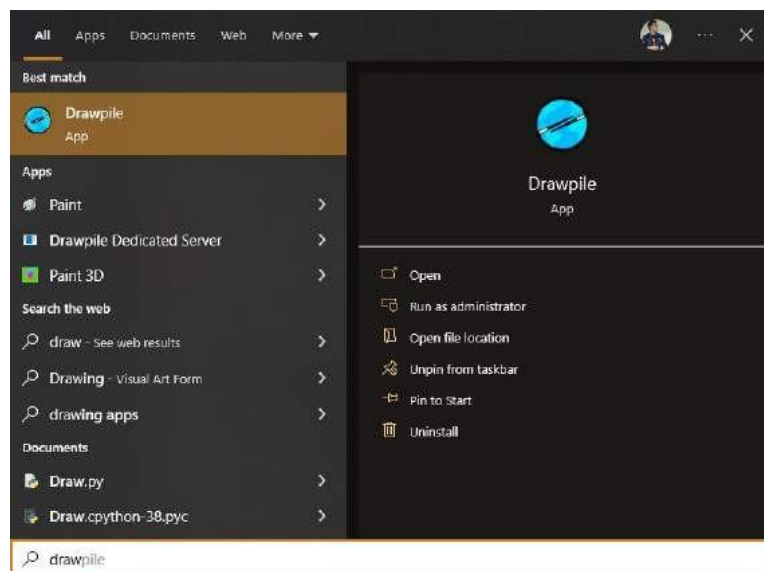 All Apps Documents Web More
Best match
Drawpile
App
Apps
Paint
Drawpile Dedicated Server
Paint 3D
Search the web
draw - See web results
Drawing - Visual Art Form
drawing apps
Documents
Draw.py
Draw.cpython-38.pyc
drawpile
Drawpile
App
Open
Run as administrator
Open file location
Unpin from taskbar
Pin to Start
Uninstall